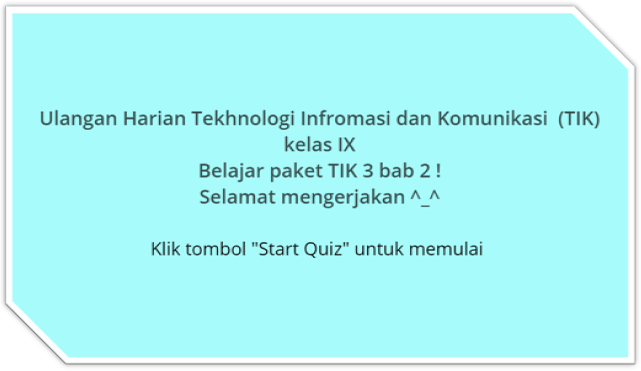 Ulangan Harian Tekhnologi Infromasi dan Komunikasi  (TIK)
kelas IX
Belajar paket TIK 3 bab 2 !
Selamat mengerjakan ^_^
Klik tombol "Start Quiz" untuk memulai